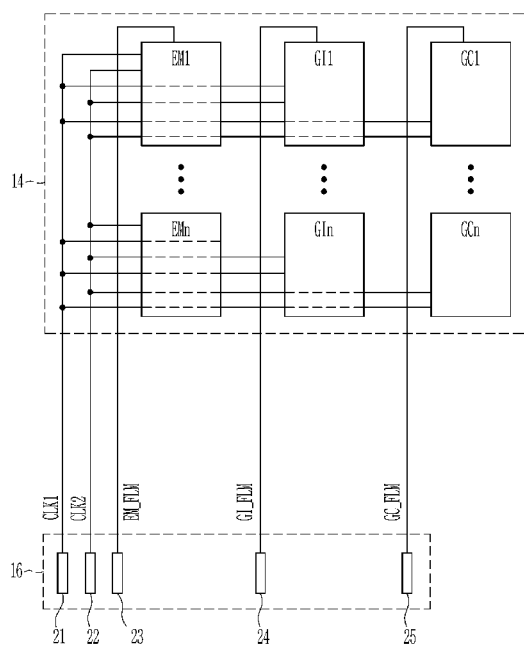 EM1 GI1 GC1
14
EMn GIn GCn
CLK1 CLK2 EM_FLM GI_FLM GC_FLM
16
21 22 23 24 25